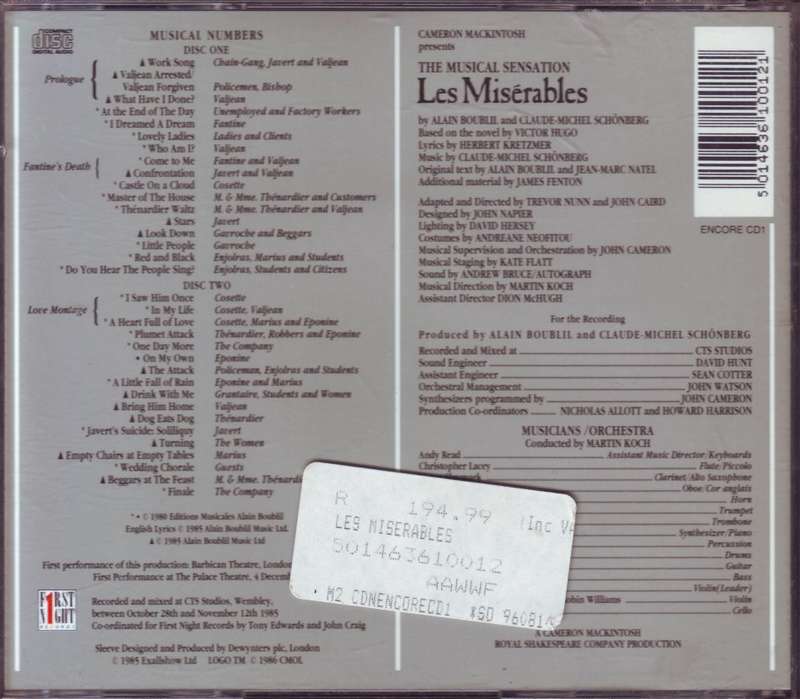 COMPACT
disc
DIGITAL AUDIO
MUSICAL NUMBERS
DISC ONE
Prologue
▲ Work Song Chain-Gang, Javert and Valjean
▲ Valjean Arrested/
Valjean Forgiven Policemen, Bishop
▲ What Have I Done? Valjean
* At the End of The Day Unemployed and Factory Workers
* I Dreamed A Dream Fantine
* Lovely Ladies Ladies and Clients
* Who Am I? Valjean
Fantine's Death
* Come to Me Fantine and Valjean
▲ Confrontation Javert and Valjean
* Castle On a Cloud Cosette
* Master of The House M. & Mme. Thénardier and Customers
* Thénardier Waltz M. & Mme. Thénardier and Valjean
▲ Stars Javert
▲ Look Down Gavroche and Beggars
* Little People Gavroche
* Red and Black Enjolras, Marius and Students
* Do You Hear The People Sing? Enjolras, Students and Citizens
DISC TWO
Love Montage
* I Saw Him Once Cosette
* In My Life Cosette, Valjean
* A Heart Full of Love Cosette, Marius and Eponine
* Plumet Attack Thénardier, Robbers and Eponine
* One Day More The Company
• On My Own Eponine
▲ The Attack Policeman, Enjolras and Students
* A Little Fall of Rain Eponine and Marius
▲ Drink With Me Grantaire, Students and Women
▲ Bring Him Home Valjean
▲ Dog Eats Dog Thénardier
* Javert's Suicide: Soliliquy Javert
▲ Turning The Women
▲ Empty Chairs at Empty Tables Marius
* Wedding Chorale Guests
▲ Beggars at The Feast M. & Mme. Thénardi
* Finale The Company
* • © 1980 Editions Musicales Alain Boublil
English Lyrics © 1985 Alain Boublil Music Ltd.
▲ © 1985 Alain Boublil Music Ltd
First performance of this production: Barbican Theatre, London
First Performance at The Palace Theatre, 4 Decem
FIRST NIGHT RECORDS
Recorded and mixed at CTS Studios, Wembley,
between October 28th and November 12th 1985
Co-ordinated for First Night Records by Tony Edwards and John Craig
Sleeve Designed and Produced by Dewynters plc, London
© 1985 Exallshow Ltd LOGO TM © 1986 CMOL
CAMERON MACKINTOSH
presents
THE MUSICAL SENSATION
Les Misérables
by ALAIN BOUBLIL and CLAUDE-MICHEL SCHÖNBERG
Based on the novel by VICTOR HUGO
Lyrics by HERBERT KRETZMER
Music by CLAUDE-MICHEL SCHÖNBERG
Original text by ALAIN BOUBLIL and JEAN-MARC NATEL
Additional material by JAMES FENTON
Adapted and Directed by TREVOR NUNN and JOHN CAIRD
Designed by JOHN NAPIER
Lighting by DAVID HERSEY
Costumes by ANDREANE NEOFITOU
Musical Supervision and Orchestration by JOHN CAMERON
Musical Staging by KATE FLATT
Sound by ANDREW BRUCE/AUTOGRAPH
Musical Direction by MARTIN KOCH
Assistant Director DION McHUGH
5 014636 100121
ENCORE CD1
For the Recording
Produced by ALAIN BOUBLIL and CLAUDE-MICHEL SCHÖNBERG
Recorded and Mixed at CTS STUDIOS
Sound Engineer DAVID HUNT
Assistant Engineer SEAN COTTER
Orchestral Management JOHN WATSON
Synthesizers programmed by JOHN CAMERON
Production Co-ordinators NICHOLAS ALLOTT and HOWARD HARRISON
MUSICIANS/ORCHESTRA
Conducted by MARTIN KOCH
Andy Read Assistant Music Director/Keyboards
Christopher Lacey Flute/Piccolo
Clarinet/Alto Saxophone
Oboe/Cor anglais
Horn
Trumpet
Trombone
Synthesizer/Piano
Percussion
Drums
Guitar
Bass
Violin(Leader)
obin Williams Violin
Cello
A CAMERON MACKINTOSH
ROYAL SHAKESPEARE COMPANY PRODUCTION
R 194.99 (Inc V
LES MISERABLES
501463610012
AAWWF
M2 CDNENCORECD1 *SO 96081